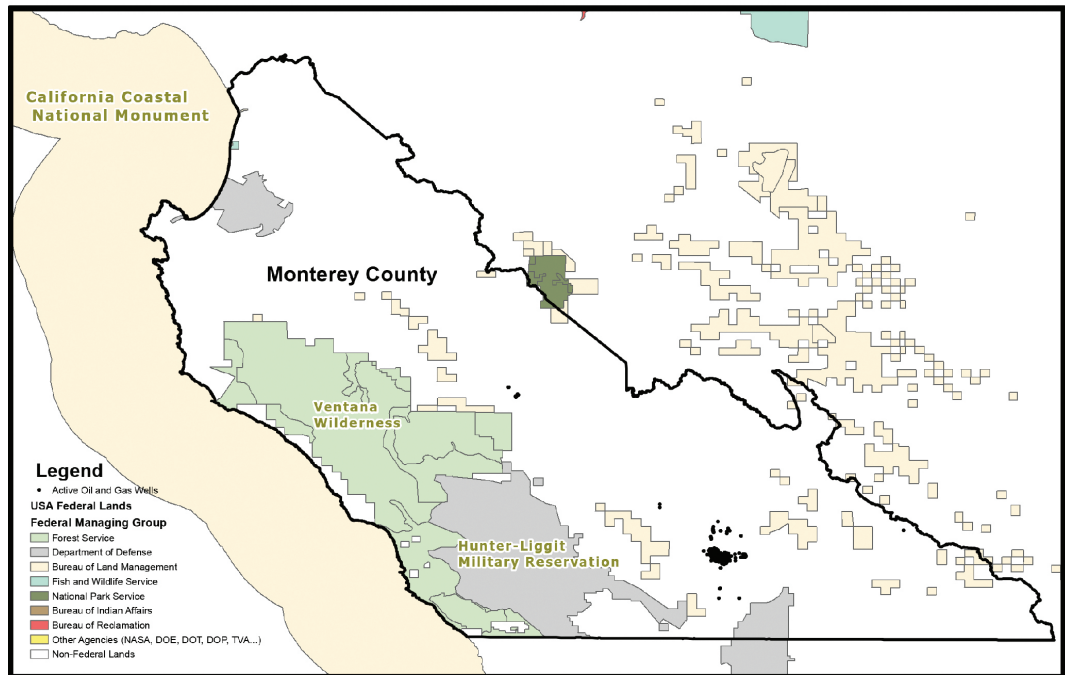 California Coastal
National Monument
Monterey County
Ventana
Wilderness
Hunter-Liggit
Military Reservation
Legend
Active Oil and Gas Wells
USA Federal Lands
Federal Managing Group
Forest Service
Department of Defense
Bureau of Land Management
Fish and Wildlife Service
National Park Service
Bureau of Indian Affairs
Bureau of Reclamation
Other Agencies (NASA, DOE, DOT, DOP, TVA...)
Non-Federal Lands